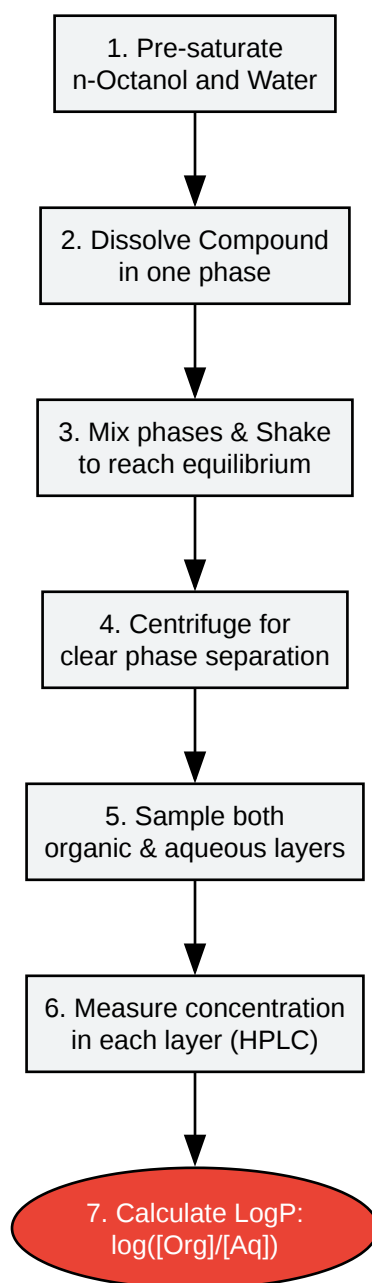 1. Pre-saturate
n-Octanol and Water
2. Dissolve Compound
in one phase
3. Mix phases & Shake
to reach equilibrium
4. Centrifuge for
clear phase separation
5. Sample both
organic & aqueous layers
6. Measure concentration
in each layer (HPLC)
7. Calculate LogP:
log([Org]/[Aq])